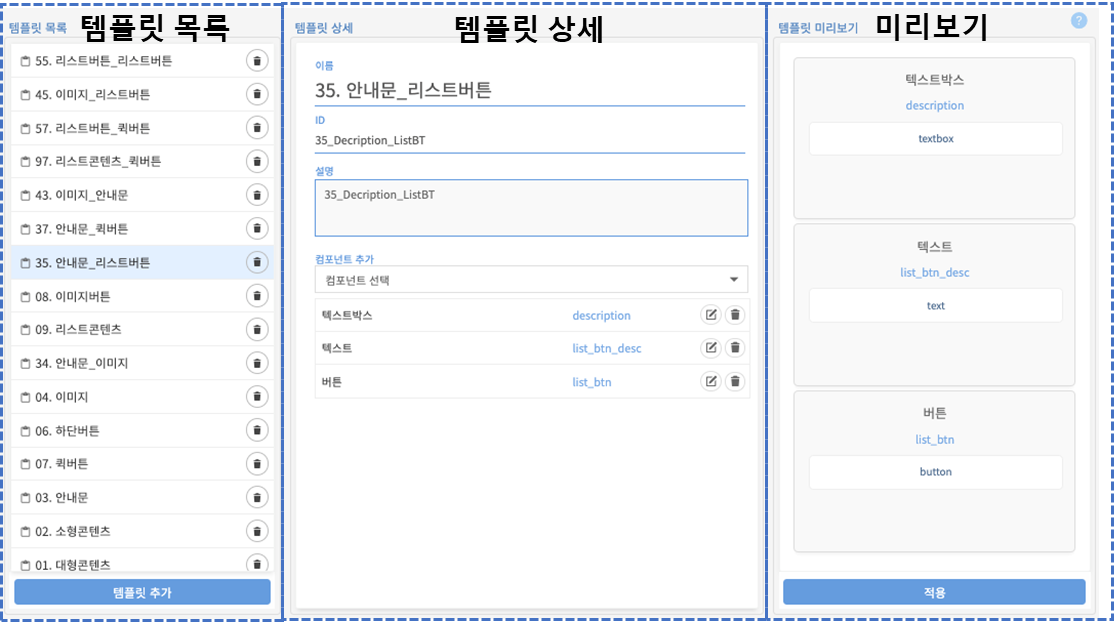 템플릿 목록 템플릿 목록
55. 리스트버튼_리스트버튼
45. 이미지_리스트버튼
57. 리스트버튼_퀵버튼
97. 리스트콘텐츠_퀵버튼
43. 이미지_안내문
37. 안내문_퀵버튼
35. 안내문_리스트버튼
08. 이미지버튼
09. 리스트콘텐츠
34. 안내문_이미지
04. 이미지
06. 하단버튼
07. 퀵버튼
03. 안내문
02. 소형콘텐츠
01. 대형콘텐츠
템플릿 추가
템플릿 상세 템플릿 상세
이름
35. 안내문_리스트버튼
ID
35_Decription_ListBT
설명
35_Decription_ListBT
컴포넌트 추가
컴포넌트 선택
텍스트박스 description
텍스트 list_btn_desc
버튼 list_btn
템플릿 미리보기 미리보기 ?
텍스트박스
description
textbox
텍스트
list_btn_desc
text
버튼
list_btn
button
적용